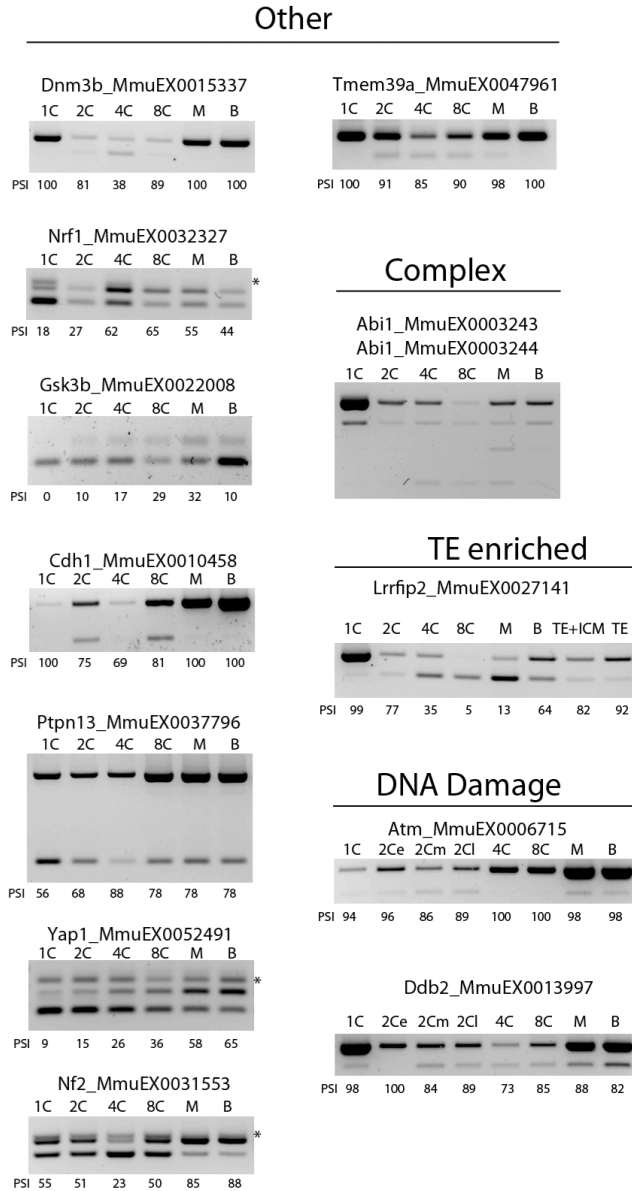 Other
Dnm3b_MmuEX0015337
1C 2C 4C 8C M B
PSI 100 81 38 89 100 100
Nrf1_MmuEX0032327
1C 2C 4C 8C M B
*
PSI 18 27 62 65 55 44
Gsk3b_MmuEX0022008
1C 2C 4C 8C M B
PSI 0 10 17 29 32 10
Cdh1_MmuEX0010458
1C 2C 4C 8C M B
PSI 100 75 69 81 100 100
Ptpn13_MmuEX0037796
1C 2C 4C 8C M B
PSI 56 68 88 78 78 78
Yap1_MmuEX0052491
1C 2C 4C 8C M B
*
PSI 9 15 26 36 58 65
Nf2_MmuEX0031553
1C 2C 4C 8C M B
*
PSI 55 51 23 50 85 88
Tmem39a_MmuEX0047961
1C 2C 4C 8C M B
PSI 100 91 85 90 98 100
Complex
Abi1_MmuEX0003243
Abi1_MmuEX0003244
1C 2C 4C 8C M B
TE enriched
Lrrfip2_MmuEX0027141
1C 2C 4C 8C M B TE+ICM TE
PSI 99 77 35 5 13 64 82 92
DNA Damage
Atm_MmuEX0006715
1C 2Ce 2Cm 2Cl 4C 8C M B
PSI 94 96 86 89 100 100 98 98
Ddb2_MmuEX0013997
1C 2Ce 2Cm 2Cl 4C 8C M B
PSI 98 100 84 89 73 85 88 82